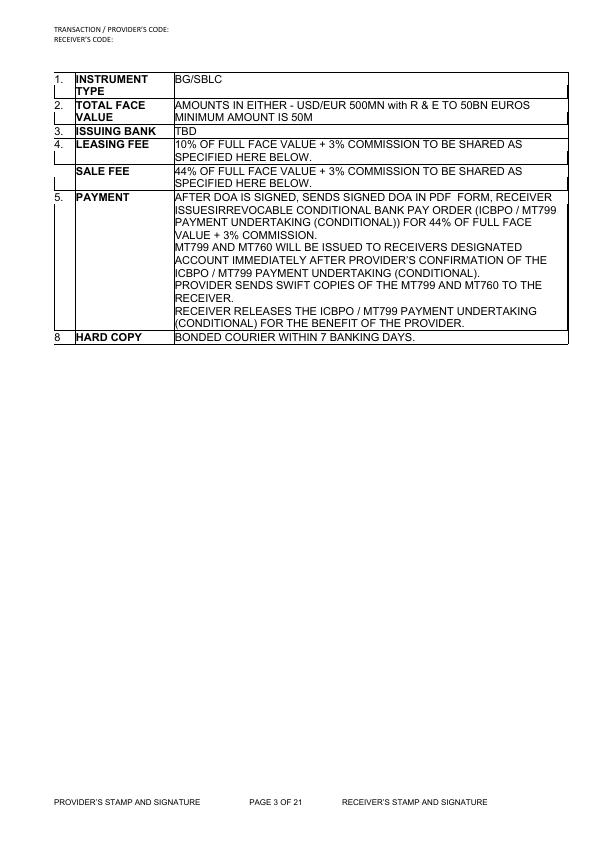 TRANSACTION / PROVIDER'S CODE:
RECEIVER'S CODE:
1. INSTRUMENT TYPE BG/SBLC
2. TOTAL FACE VALUE AMOUNTS IN EITHER - USD/EUR 500MN with R & E TO 50BN EUROS
MINIMUM AMOUNT IS 50M
3. ISSUING BANK TBD
4. LEASING FEE 10% OF FULL FACE VALUE + 3% COMMISSION TO BE SHARED AS
SPECIFIED HERE BELOW.
SALE FEE 44% OF FULL FACE VALUE + 3% COMMISSION TO BE SHARED AS
SPECIFIED HERE BELOW.
5. PAYMENT AFTER DOA IS SIGNED, SENDS SIGNED DOA IN PDF  FORM, RECEIVER
ISSUESIRREVOCABLE CONDITIONAL BANK PAY ORDER (ICBPO / MT799
PAYMENT UNDERTAKING (CONDITIONAL)) FOR 44% OF FULL FACE
VALUE + 3% COMMISSION.
MT799 AND MT760 WILL BE ISSUED TO RECEIVERS DESIGNATED
ACCOUNT IMMEDIATELY AFTER PROVIDER'S CONFIRMATION OF THE
ICBPO / MT799 PAYMENT UNDERTAKING (CONDITIONAL).
PROVIDER SENDS SWIFT COPIES OF THE MT799 AND MT760 TO THE
RECEIVER.
RECEIVER RELEASES THE ICBPO / MT799 PAYMENT UNDERTAKING
(CONDITIONAL) FOR THE BENEFIT OF THE PROVIDER.
8 HARD COPY BONDED COURIER WITHIN 7 BANKING DAYS.
PROVIDER'S STAMP AND SIGNATURE PAGE 3 OF 21 RECEIVER'S STAMP AND SIGNATURE